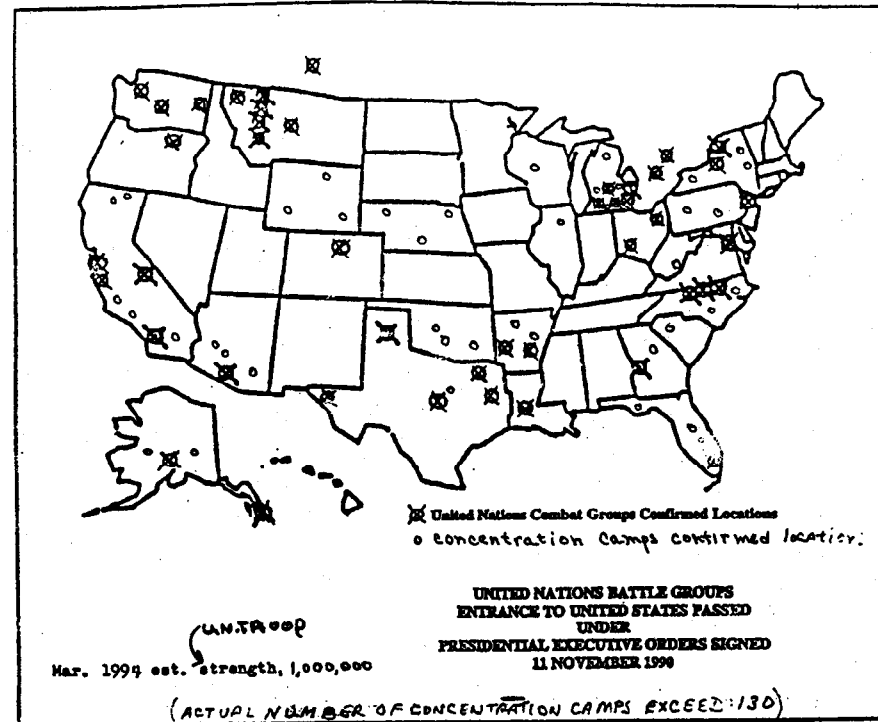 United Nations Combat Groups Confirmed Locations
o concentration camps confirmed location:
UNITED NATIONS BATTLE GROUPS
ENTRANCE TO UNITED STATES PASSED
UNDER
PRESIDENTIAL EXECUTIVE ORDERS SIGNED
11 NOVEMBER 1990
U.N. TROOP
Mar. 1994 est. strength, 1,000,000
(ACTUAL NUMBER OF CONCENTRATION CAMPS EXCEED 130)